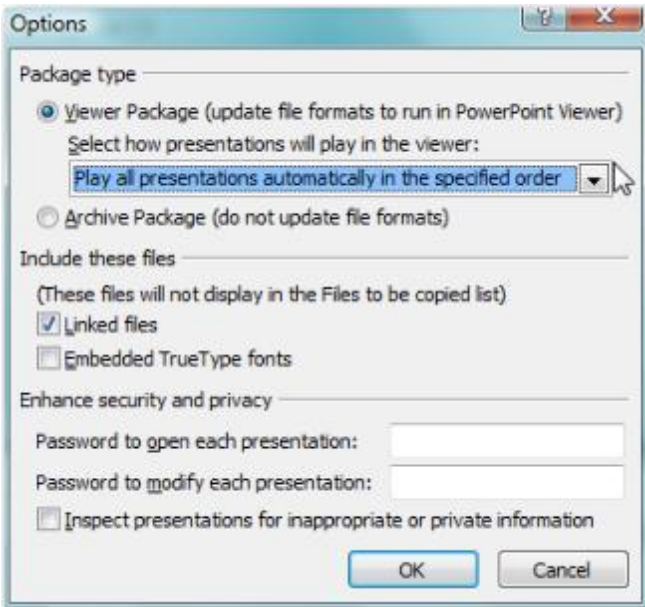 Options
Package type
Viewer Package (update file formats to run in PowerPoint Viewer)
Select how presentations will play in the viewer:
Play all presentations automatically in the specified order
Archive Package (do not update file formats)
Include these files
(These files will not display in the Files to be copied list)
Linked files
Embedded TrueType fonts
Enhance security and privacy
Password to open each presentation:
Password to modify each presentation:
Inspect presentations for inappropriate or private information
OK Cancel